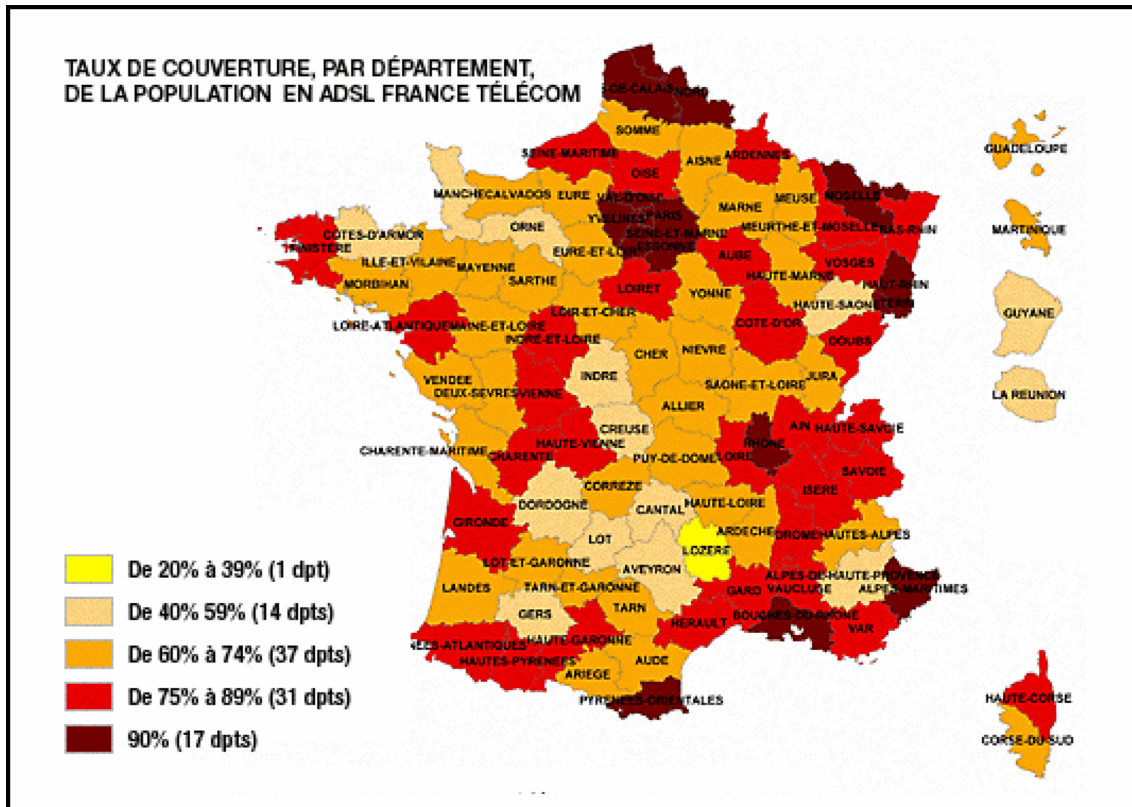 TAUX DE COUVERTURE, PAR DÉPARTEMENT,
DE LA POPULATION EN ADSL FRANCE TÉLÉCOM
S-DE-CALAIS
NORD
SOMME
SEINE-MARITIME
AISNE
ARDENNES
OISE
MANCHE
CALVADOS
EURE
VAL-D'OISE
MARNE
MEUSE
MOSELLE
YVELINES
PARIS
SEINE-ET-MARNE
ESSONNE
MEURTHE-ET-MOSELLE
BAS-RHIN
FINISTERE
COTES-D'ARMOR
ORNE
EURE-ET-LOIR
AUBE
VOSGES
ILLE-ET-VILAINE
MAYENNE
HAUTE-MARNE
HAUT-RHIN
MORBIHAN
SARTHE
LOIRET
YONNE
HAUTE-SAONE
LOIRE-ATLANTIQUE
MAINE-ET-LOIRE
LOIR-ET-CHER
COTE-D'OR
INDRE-ET-LOIRE
DOUBS
CHER
NIEVRE
VENDEE
DEUX-SEVRES
VIENNE
INDRE
SAONE-ET-LOIRE
JURA
ALLIER
CREUSE
CHARENTE-MARITIME
CHARENTE
HAUTE-VIENNE
PUY-DE-DOME
LOIRE
RHONE
AIN
HAUTE-SAVOIE
SAVOIE
ISERE
CORREZE
DORDOGNE
CANTAL
HAUTE-LOIRE
GIRONDE
LOT
ARDECHE
DROME
HAUTES-ALPES
LOZERE
LOT-ET-GARONNE
AVEYRON
LANDES
TARN-ET-GARONNE
GARD
VAUCLUSE
ALPES-DE-HAUTE-PROVENCE
ALPES-MARITIMES
GERS
TARN
HERAULT
BOUCHES-DU-RHONE
VAR
NEES-ATLANTIQUES
HAUTE-GARONNE
HAUTES-PYRENEES
AUDE
ARIEGE
PYRENEES-ORIENTALES
HAUTE-CORSE
CORSE-DU SUD
GUADELOUPE
MARTINIQUE
GUYANE
LA REUNION
De 20% à 39% (1 dpt)
De 40% 59% (14 dpts)
De 60% à 74% (37 dpts)
De 75% à 89% (31 dpts)
90% (17 dpts)